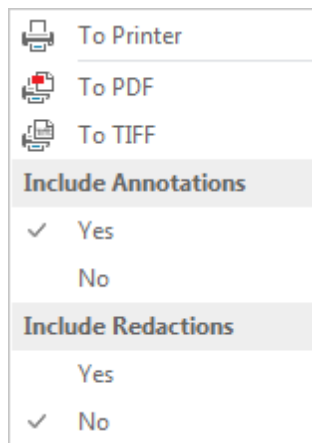 To Printer
To PDF
To TIFF
Include Annotations
Yes
No
Include Redactions
Yes
No